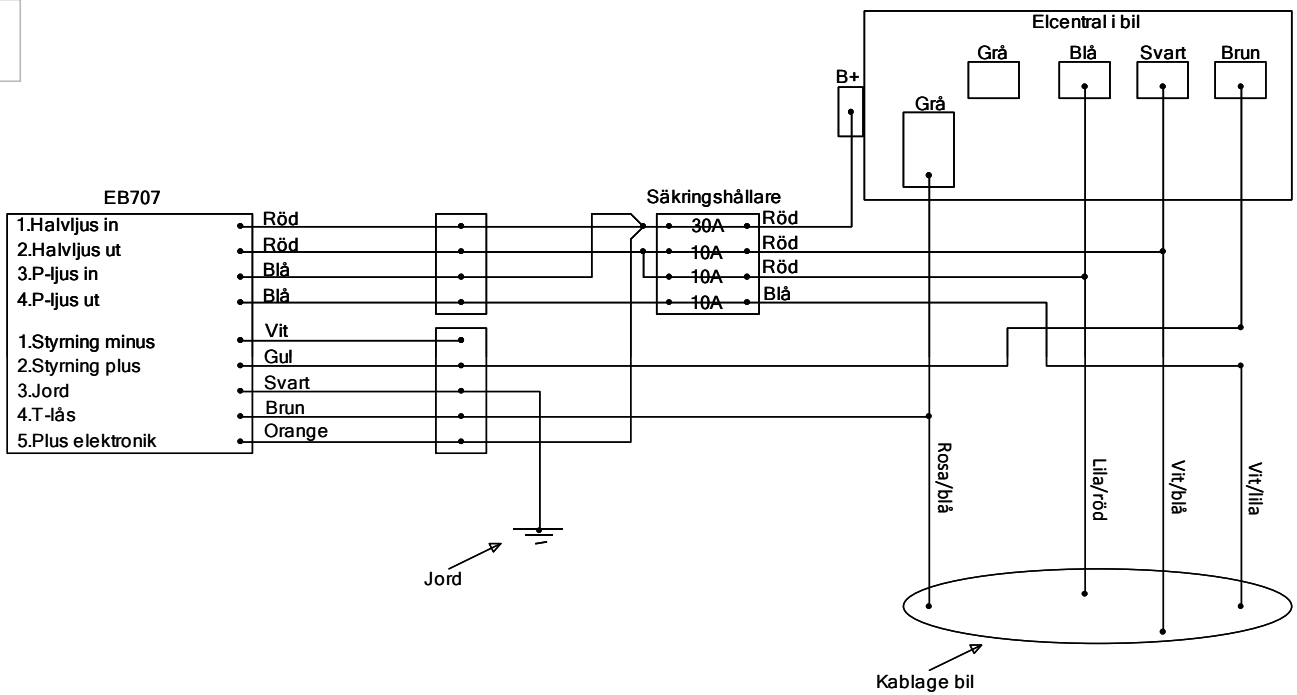 Elcentral i bil
Grå
Blå
Svart
Brun
B+
Grå
EB707
Säkringshållare
1.Halvljus in
Röd
30A
Röd
2.Halvljus ut
Röd
10A
Röd
3.P-ljus in
Blå
10A
Röd
4.P-ljus ut
Blå
10A
Blå
1.Styrning minus
Vit
2.Styrning plus
Gul
3.Jord
Svart
4.T-lås
Brun
5.Plus elektronik
Orange
Rosa/blå
Lila/röd
Vit/blå
Vit/lila
Jord
Kablage bil